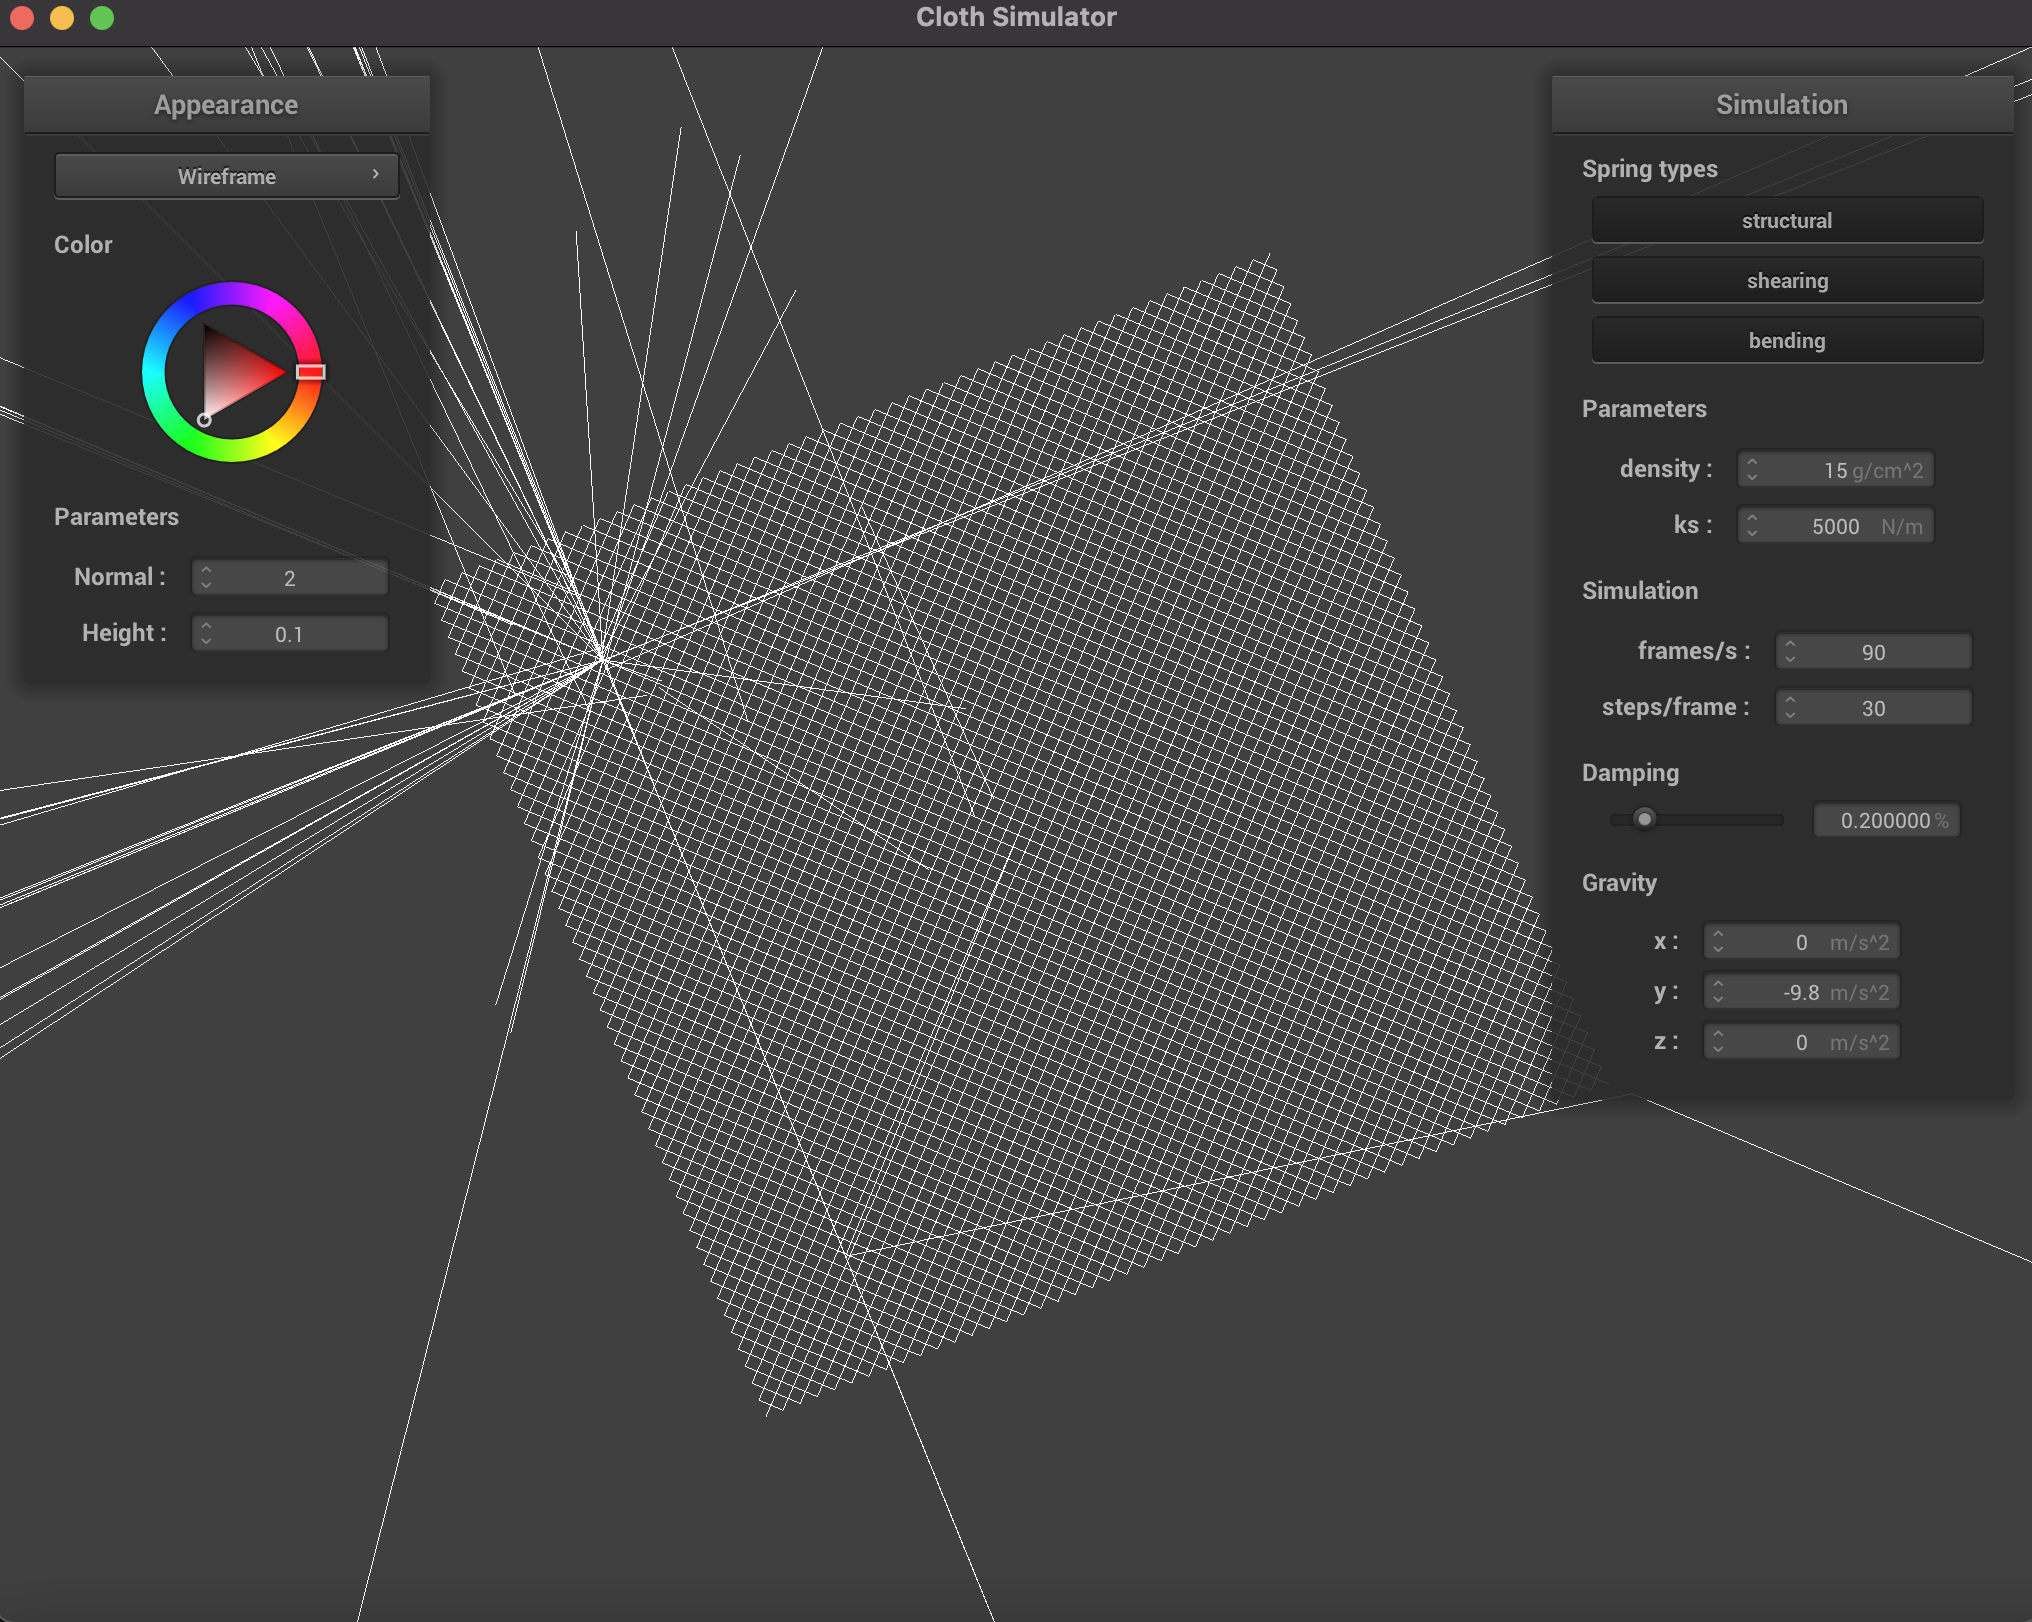 Cloth Simulator
Appearance
Wireframe
Color
Parameters
Normal : 2
Height : 0.1
Simulation
Spring types
structural
shearing
bending
Parameters
density : 15 g/cm^2
ks : 5000 N/m
Simulation
frames/s : 90
steps/frame : 30
Damping
0.200000 %
Gravity
x : 0 m/s^2
y : -9.8 m/s^2
z : 0 m/s^2